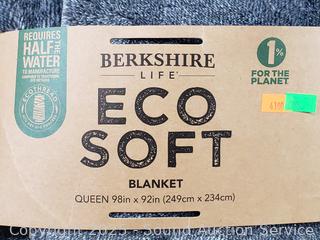 REQUIRES
HALF THE
WATER
TO MANUFACTURE
ECOTHREAD
BERKSHIRE
LIFE
ECO
SOFT
BLANKET
QUEEN 98in x 92in (249cm x 234cm)
1%
FOR THE
PLANET
Copyright 2023 - Sound Auction Service